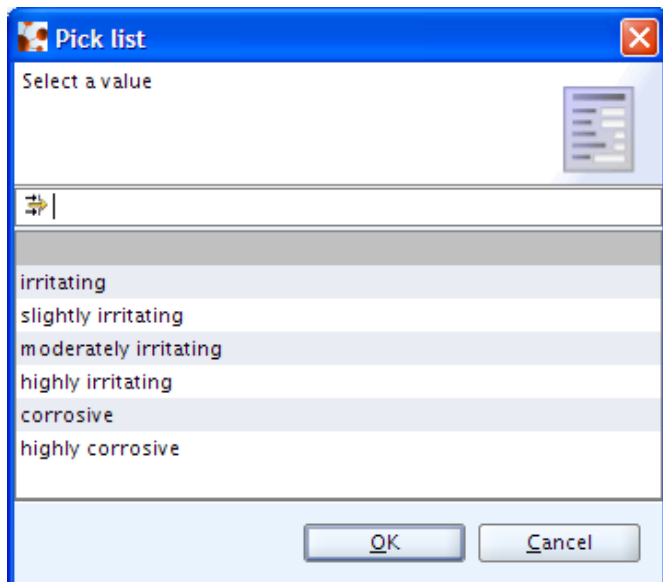 Pick list
Select a value
irritating
slightly irritating
moderately irritating
highly irritating
corrosive
highly corrosive
OK Cancel